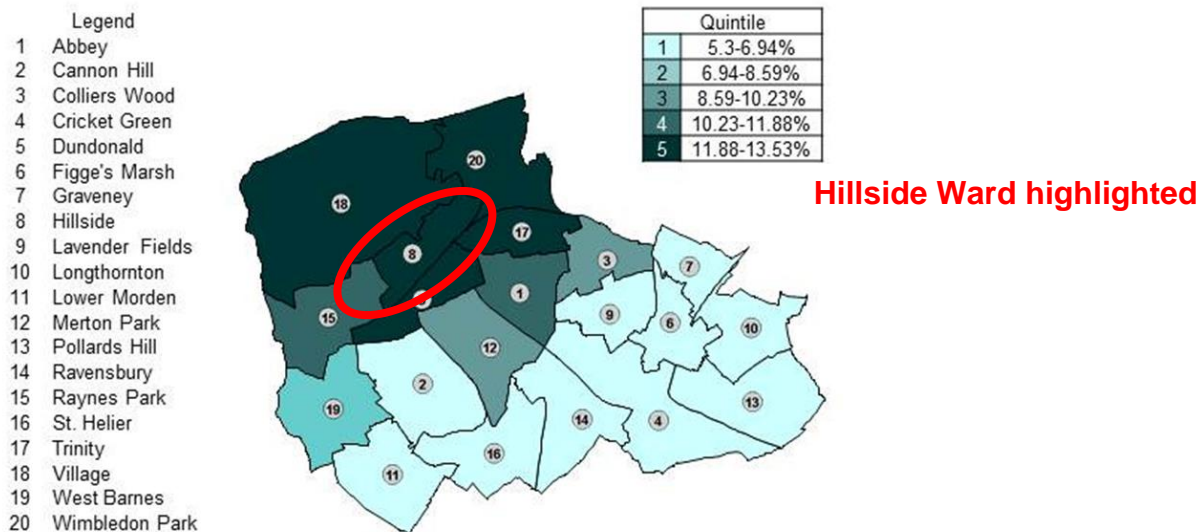 Legend
1 Abbey
2 Cannon Hill
3 Colliers Wood
4 Cricket Green
5 Dundonald
6 Figge's Marsh
7 Graveney
8 Hillside
9 Lavender Fields
10 Longthornton
11 Lower Morden
12 Merton Park
13 Pollards Hill
14 Ravensbury
15 Raynes Park
16 St. Helier
17 Trinity
18 Village
19 West Barnes
20 Wimbledon Park
Quintile
1 5.3-6.94%
2 6.94-8.59%
3 8.59-10.23%
4 10.23-11.88%
5 11.88-13.53%
Hillside Ward highlighted
20
18
17
8
3
7
1
15
9
6
10
12
2
13
19
14
4
16
11